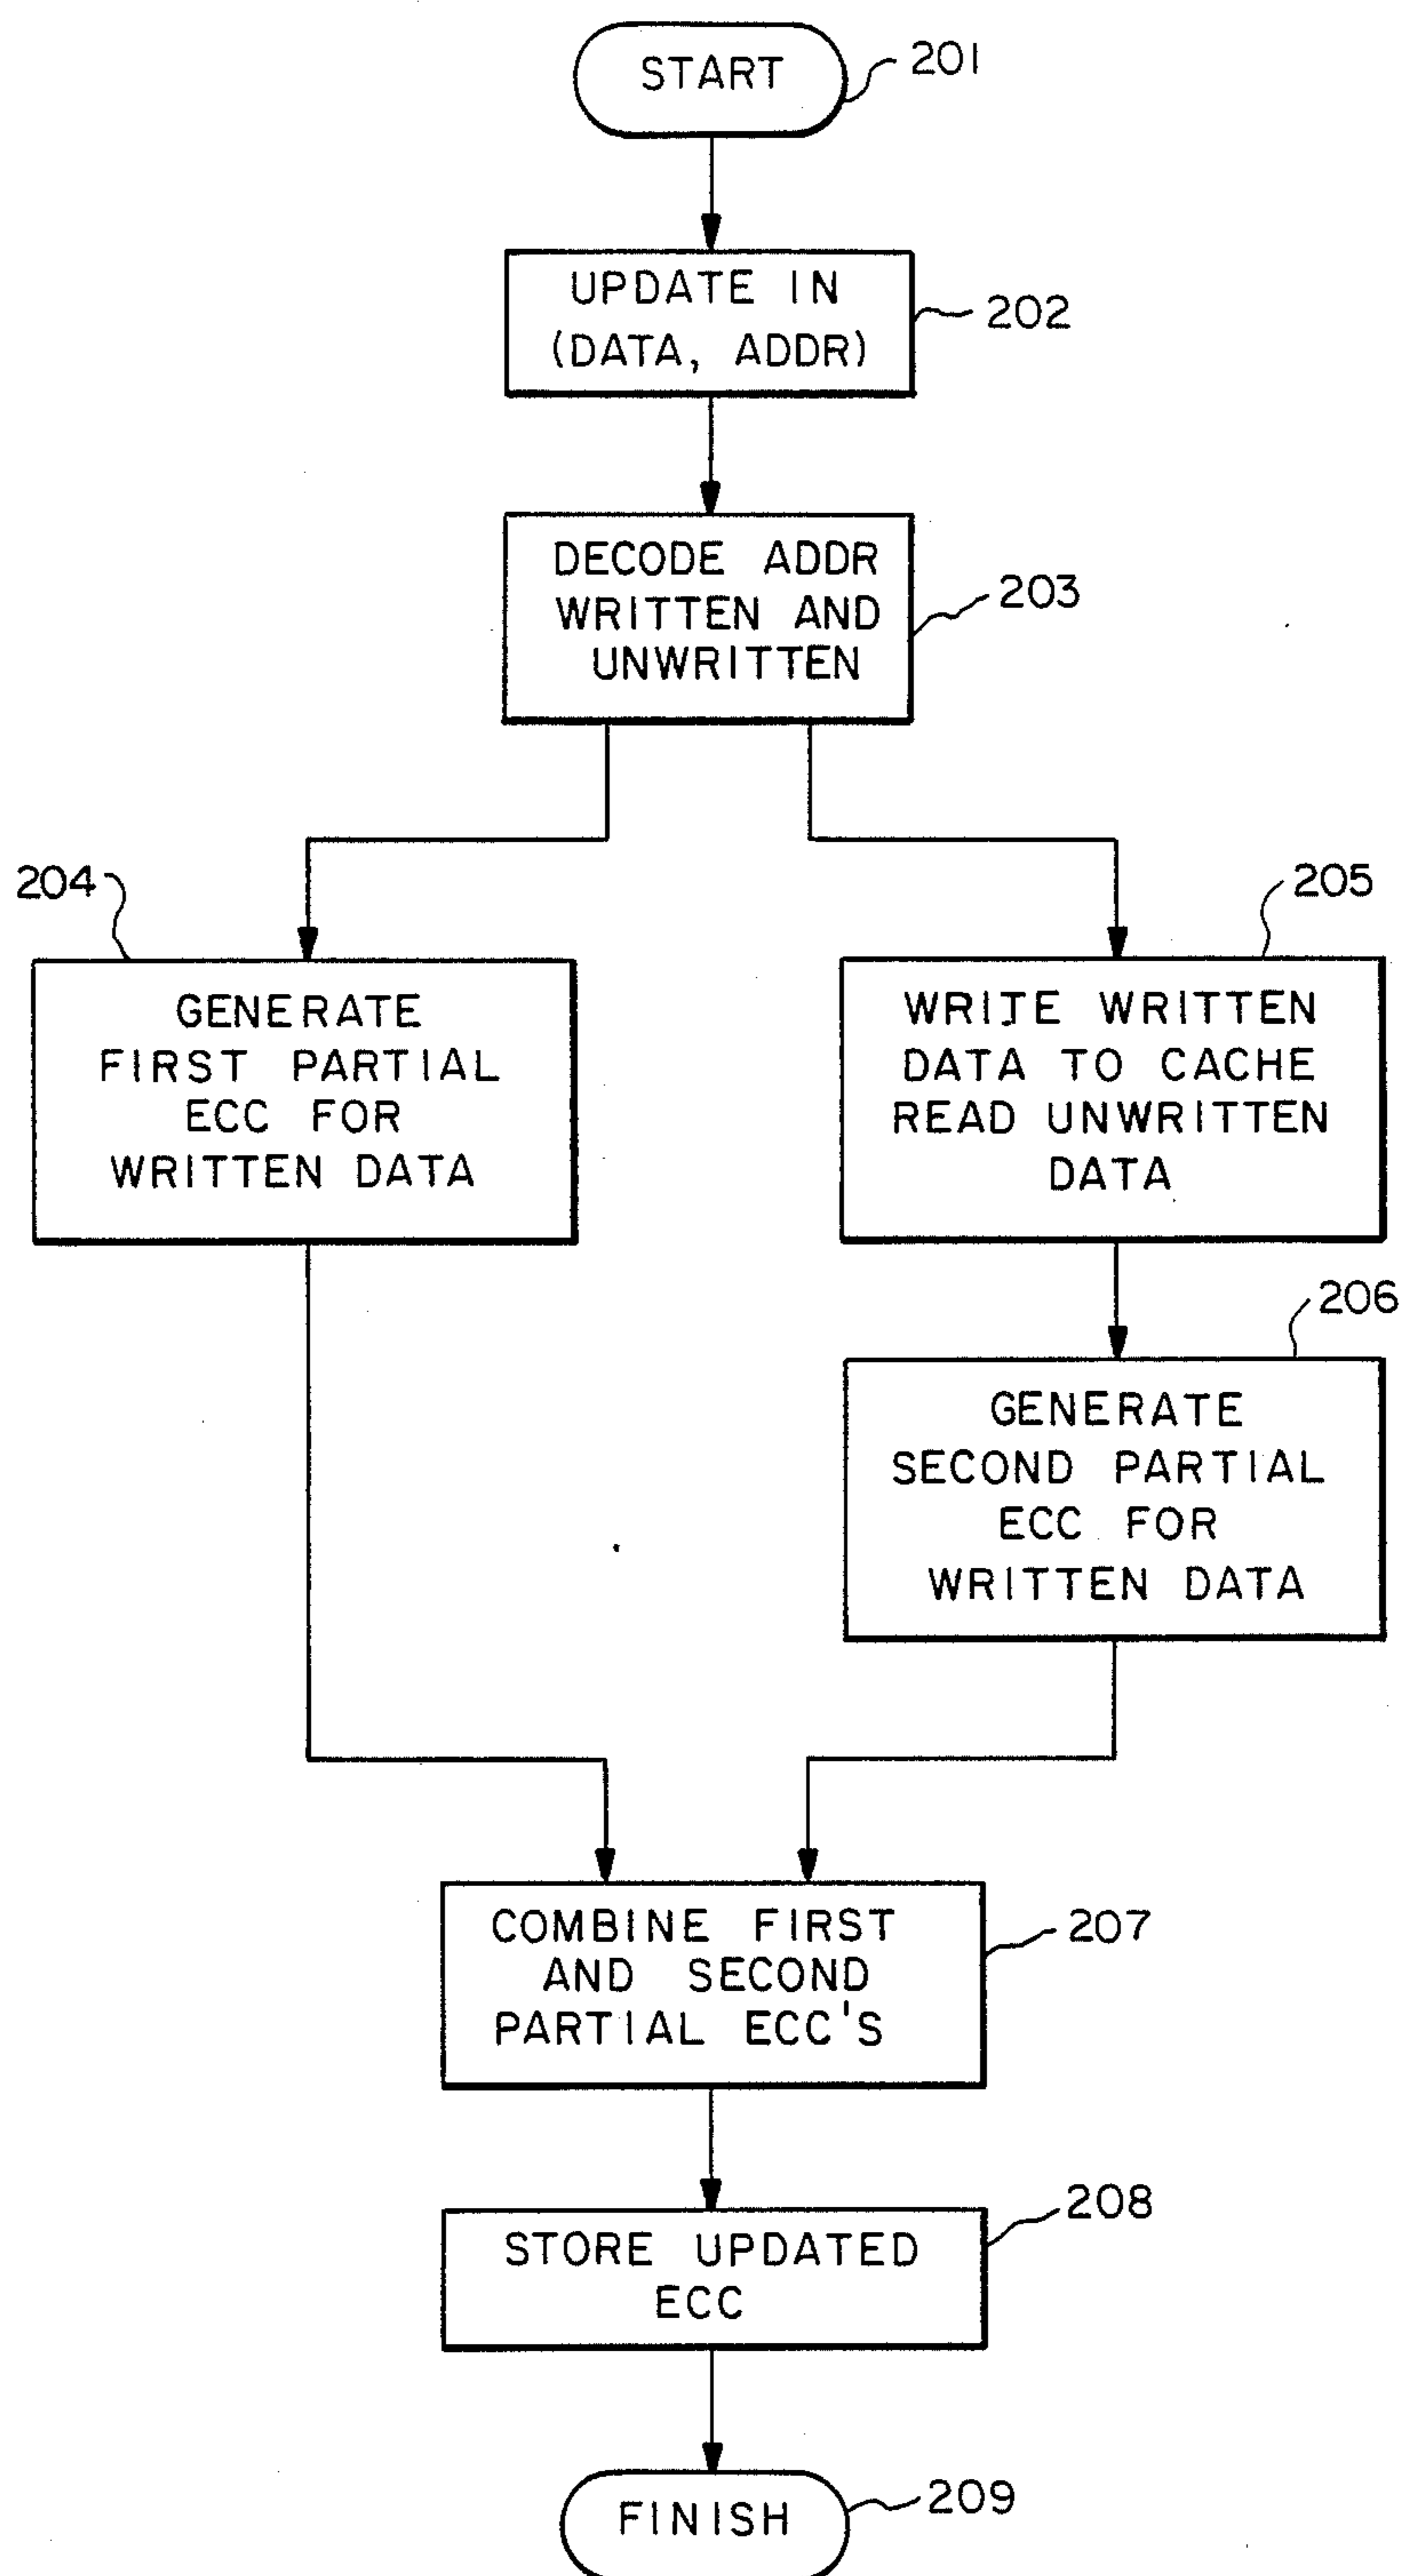 START
201
UPDATE IN
(DATA, ADDR)
202
DECODE ADDR
WRITTEN AND
UNWRITTEN
203
204
GENERATE
FIRST PARTIAL
ECC FOR
WRITTEN DATA
205
WRITE WRITTEN
DATA TO CACHE
READ UNWRITTEN
DATA
206
GENERATE
SECOND PARTIAL
ECC FOR
WRITTEN DATA
COMBINE FIRST
AND SECOND
PARTIAL ECC'S
207
STORE UPDATED
ECC
208
FINISH
209